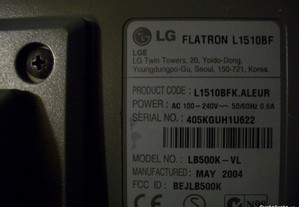 LG FLATRON L1510BF
LGE
LG Twin Towers, 20, Yoido-Dong,
Youngdungpo-Gu, Seoul, 150-721, Korea.
PRODUCT CODE: L1510BFK.ALEUR
POWER: AC 100-240V~ 50/60Hz 0.6A
SERIAL NO.: 405KGUH1U622
MODEL NO.: LB500K-VL
MANUFACTURED: MAY 2004
FCC ID: BEJLB500K